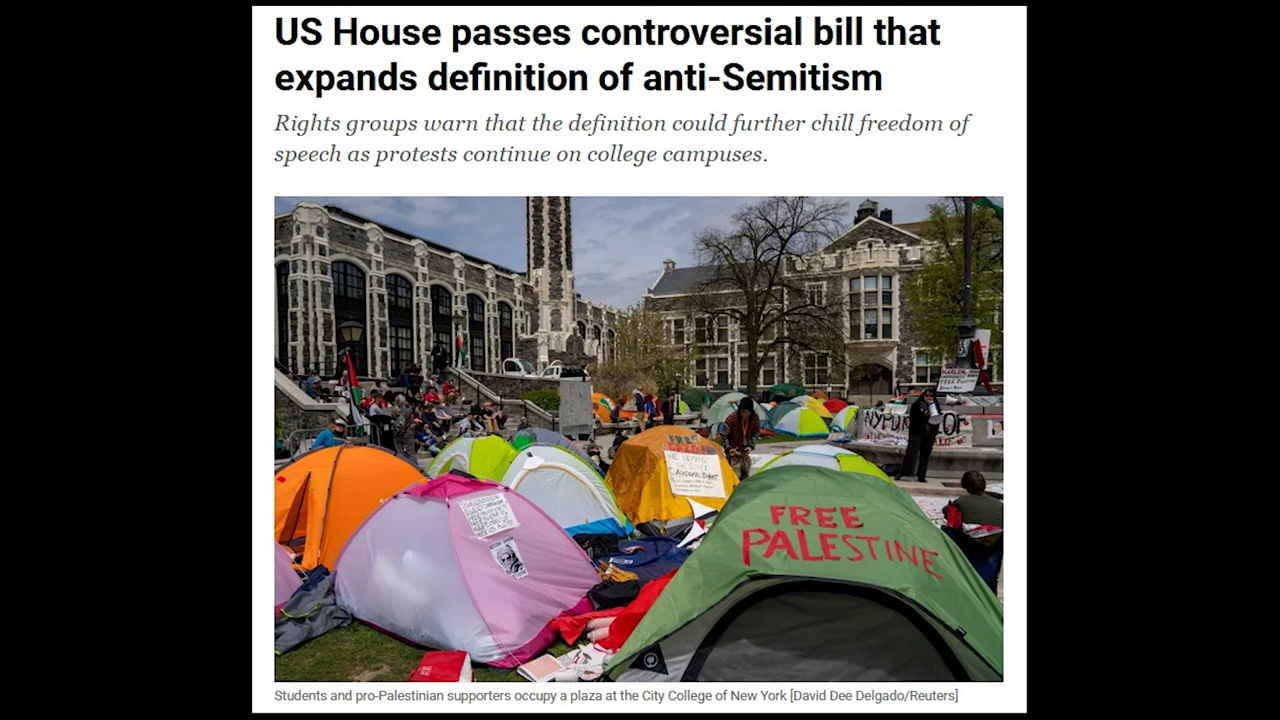 US House passes controversial bill that
expands definition of anti-Semitism
Rights groups warn that the definition could further chill freedom of
speech as protests continue on college campuses.
FREE
FREE
PALESTINE
Students and pro-Palestinian supporters occupy a plaza at the City College of New York [David Dee Delgado/Reuters]